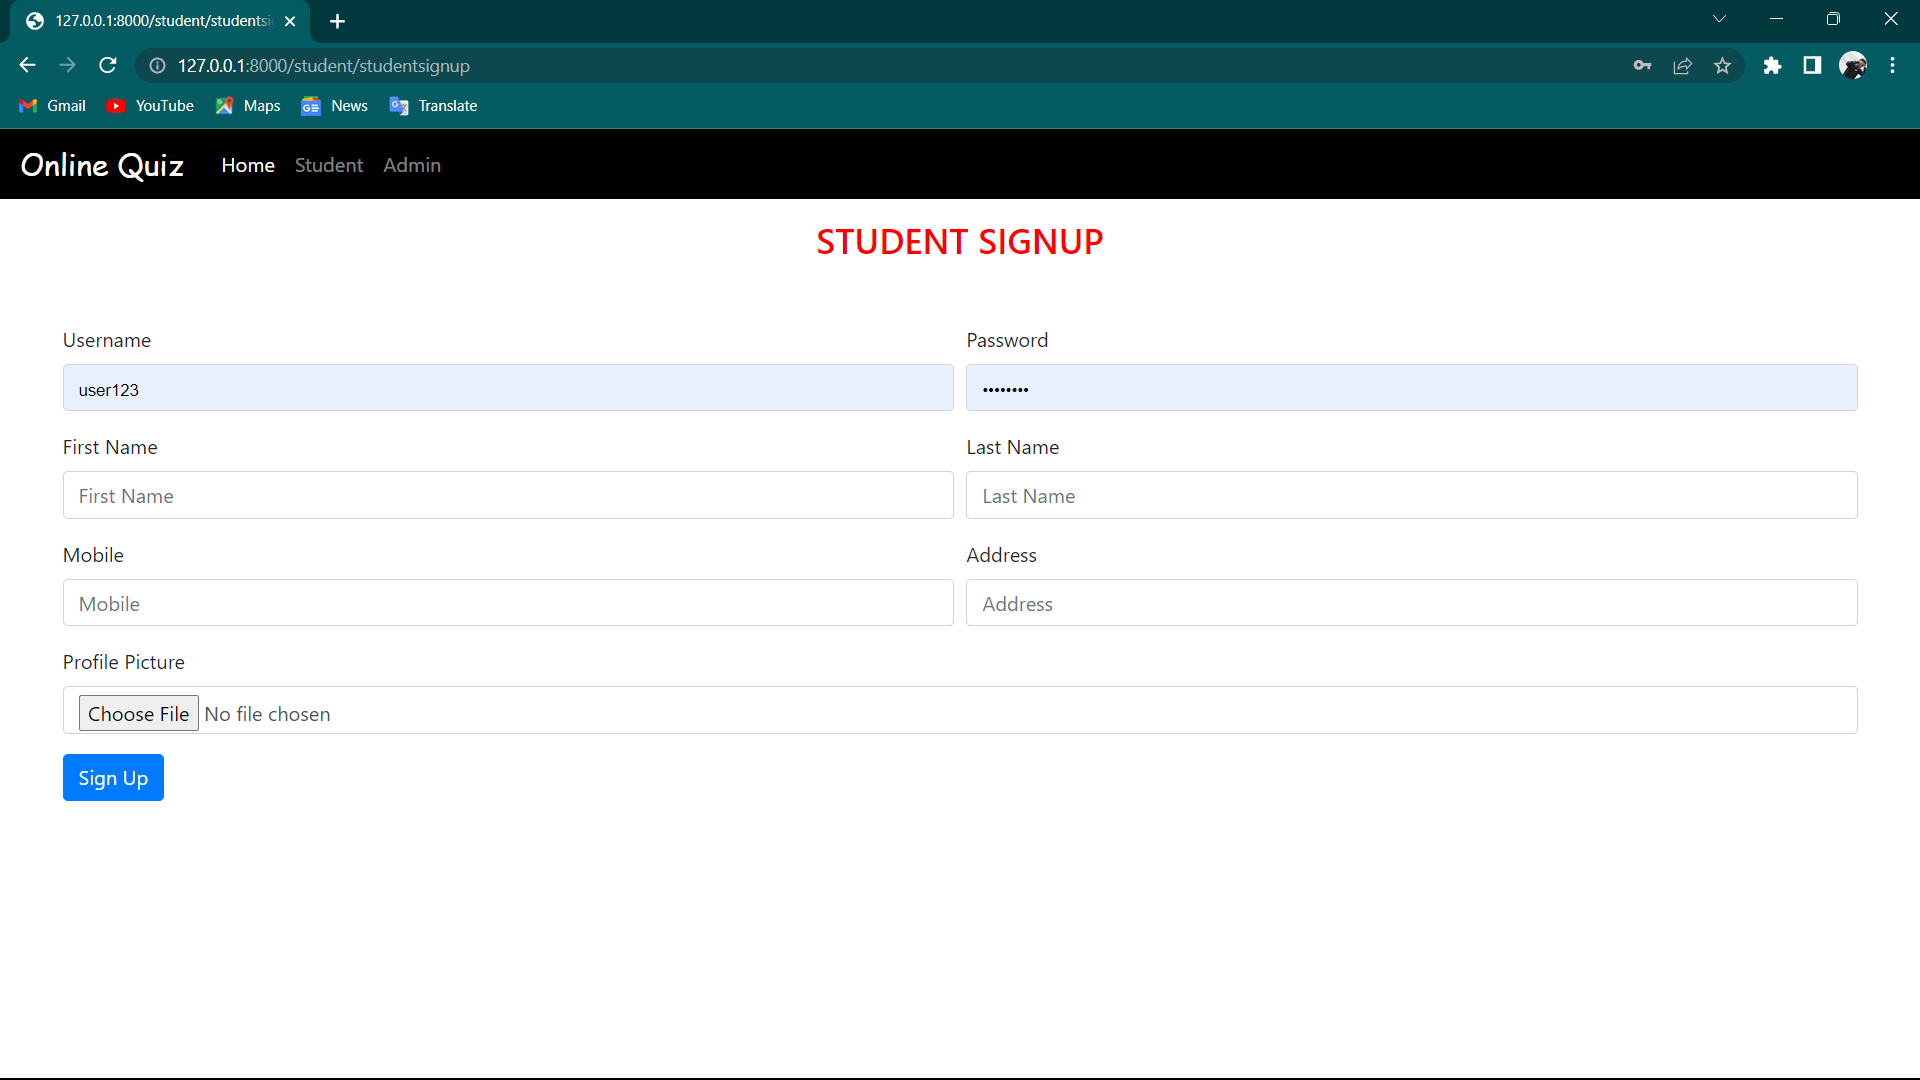 127.0.0.1:8000/student/studentsi
127.0.0.1:8000/student/studentsignup
Gmail YouTube Maps News Translate
Online Quiz Home Student Admin
STUDENT SIGNUP
Username Password
user123 ••••••••
First Name Last Name
First Name Last Name
Mobile Address
Mobile Address
Profile Picture
Choose File No file chosen
Sign Up